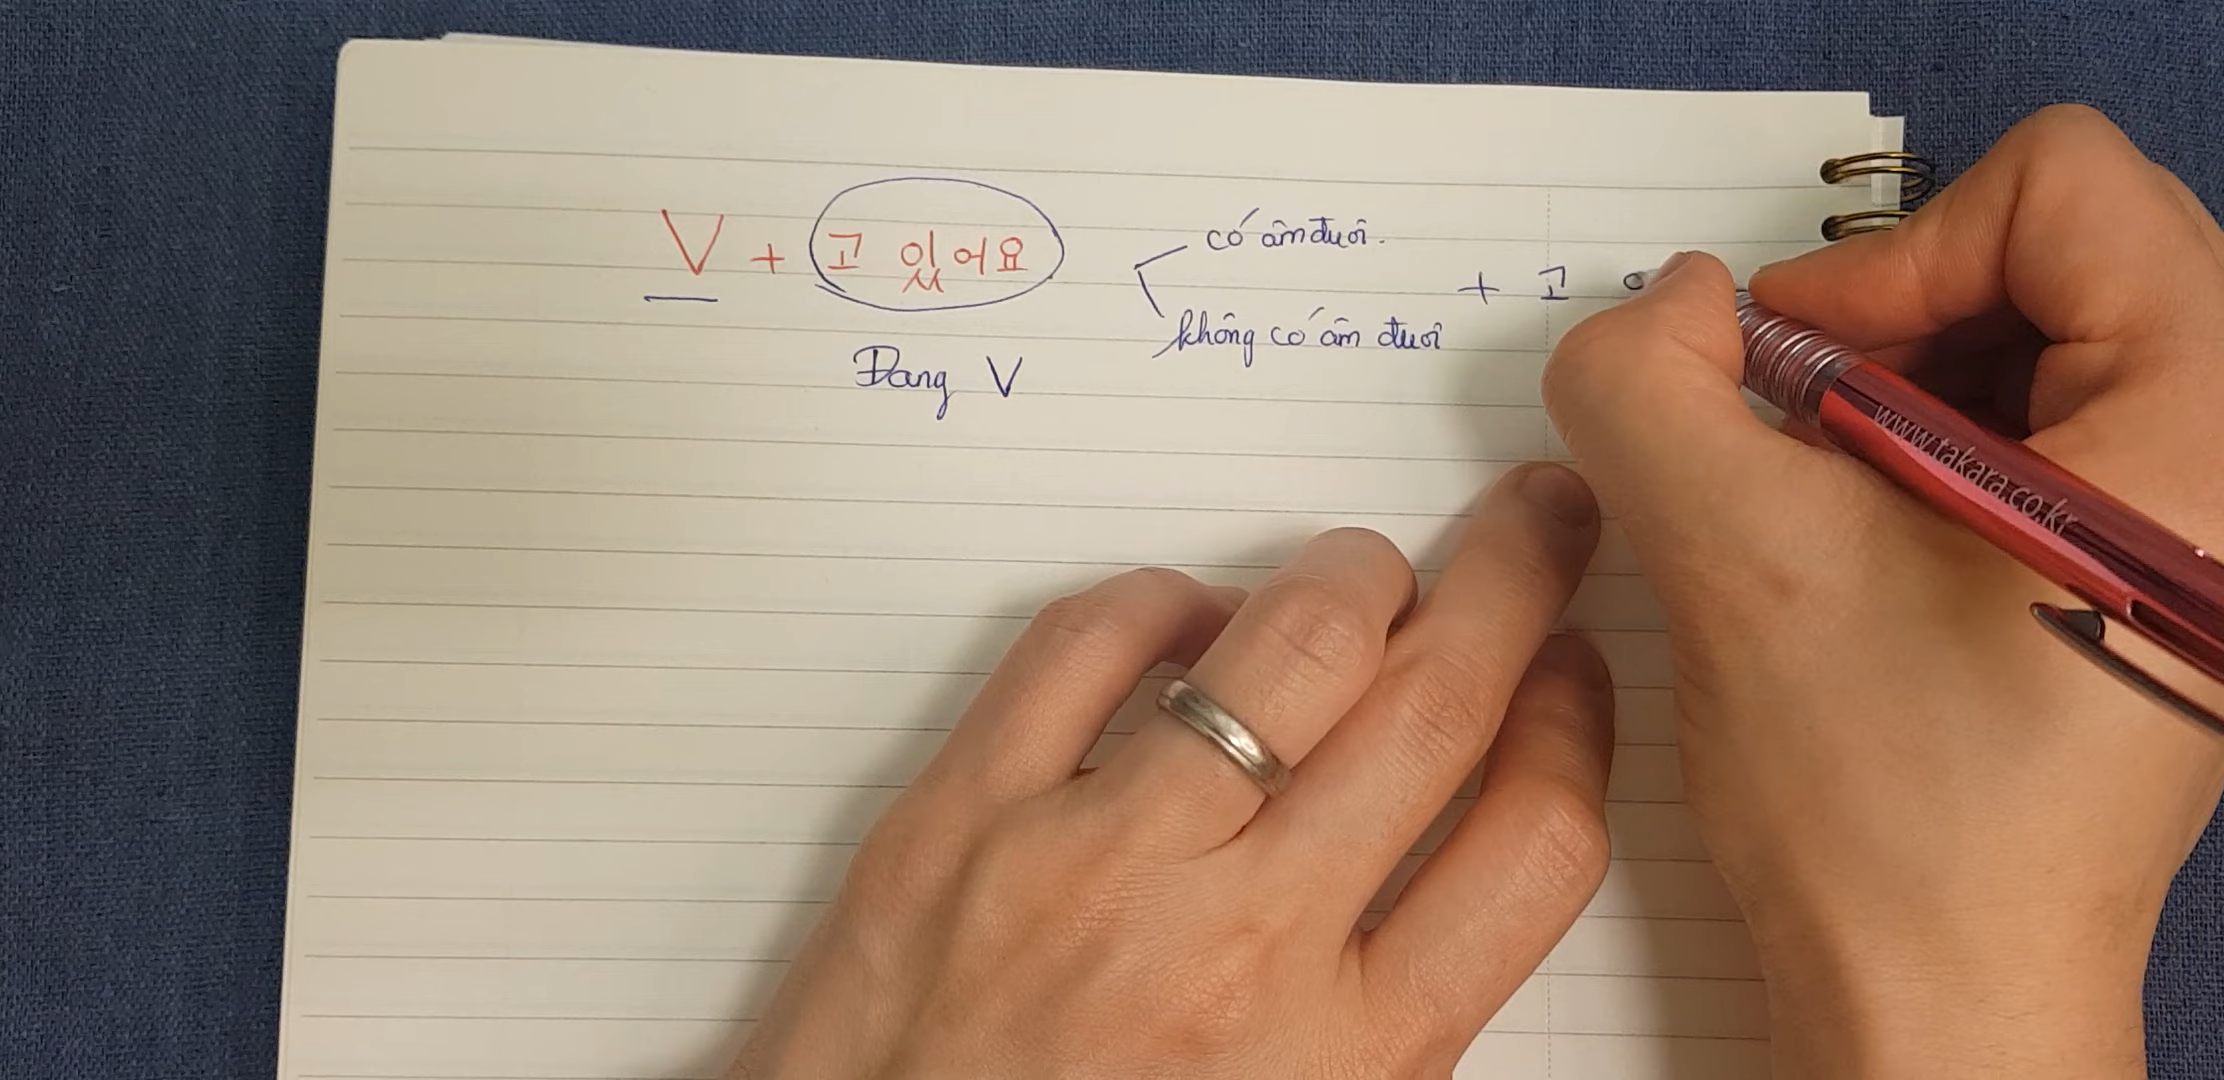 V + 고 있어요
có âm đuôi.
không có âm đuôi
+ 고
Đang V
www.takara.co.kr